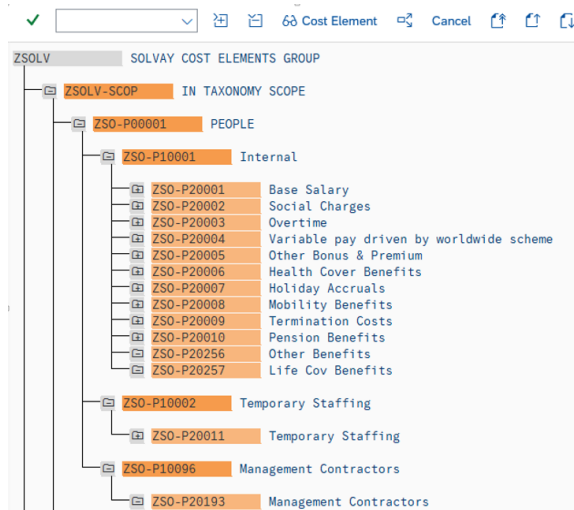 Cost Element Cancel
ZSOLV SOLVAY COST ELEMENTS GROUP
ZSOLV-SCOP IN TAXONOMY SCOPE
ZSO-P00001 PEOPLE
ZSO-P10001 Internal
ZSO-P20001 Base Salary
ZSO-P20002 Social Charges
ZSO-P20003 Overtime
ZSO-P20004 Variable pay driven by worldwide scheme
ZSO-P20005 Other Bonus & Premium
ZSO-P20006 Health Cover Benefits
ZSO-P20007 Holiday Accruals
ZSO-P20008 Mobility Benefits
ZSO-P20009 Termination Costs
ZSO-P20010 Pension Benefits
ZSO-P20256 Other Benefits
ZSO-P20257 Life Cov Benefits
ZSO-P10002 Temporary Staffing
ZSO-P20011 Temporary Staffing
ZSO-P10096 Management Contractors
ZSO-P20193 Management Contractors